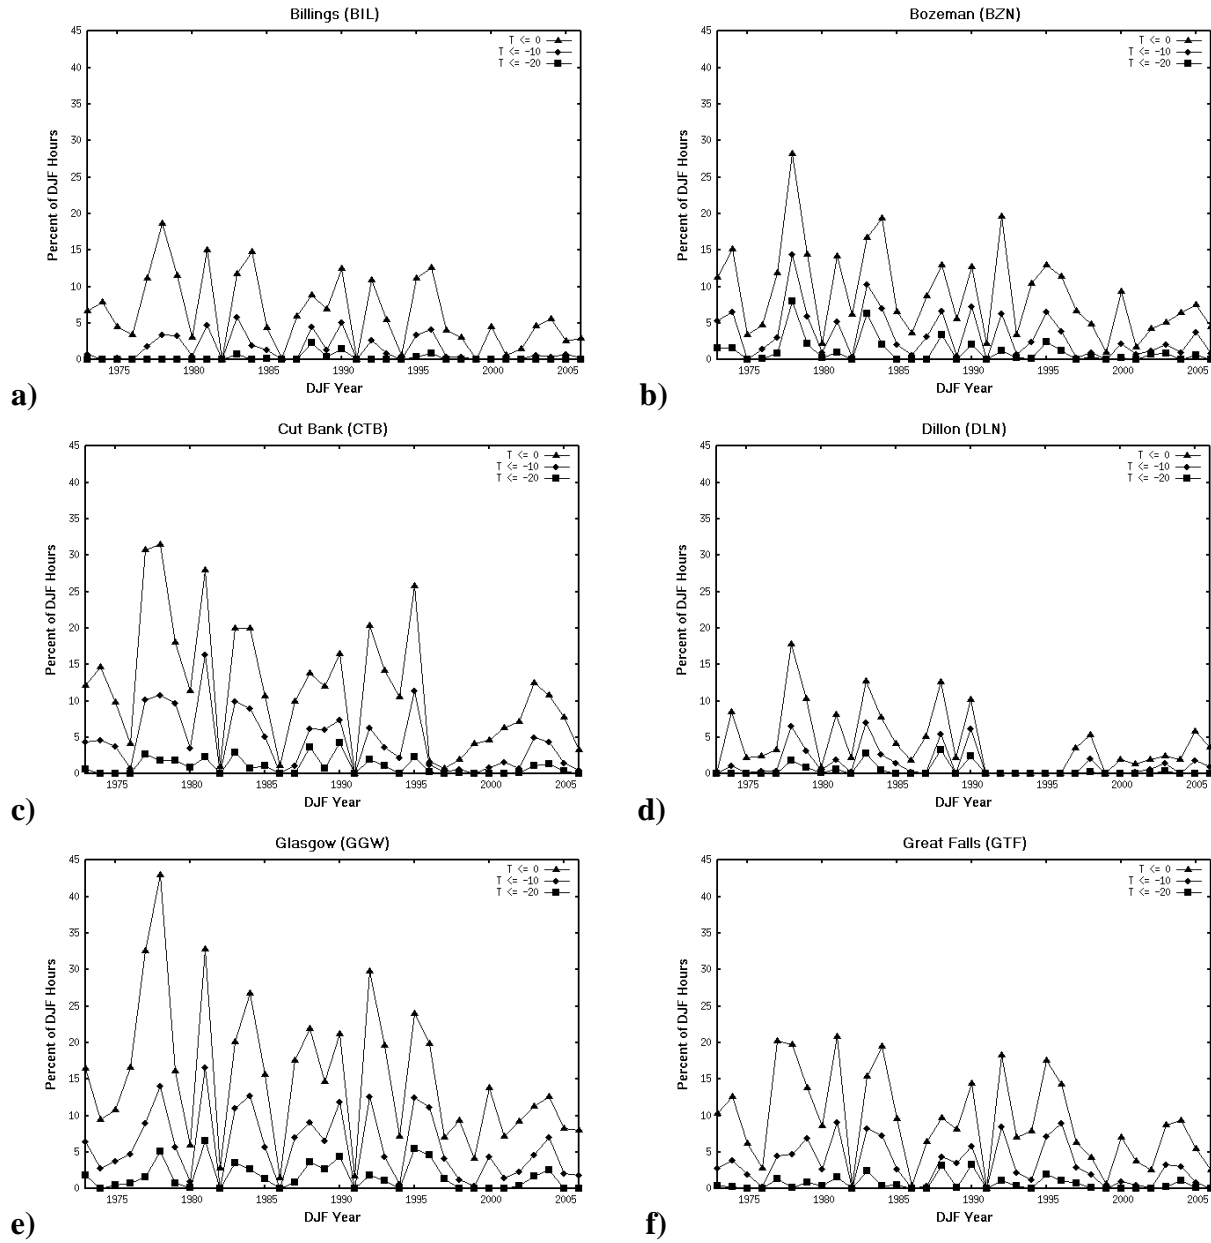 Billings (BIL)
T <= 0
T <= -10
T <= -20
Percent of DJF Hours
45
40
35
30
25
20
15
10
5
0
1975 1980 1985 1990 1995 2000 2005
DJF Year
a)
Bozeman (BZN)
T <= 0
T <= -10
T <= -20
Percent of DJF Hours
45
40
35
30
25
20
15
10
5
0
1975 1980 1985 1990 1995 2000 2005
DJF Year
b)
Cut Bank (CTB)
T <= 0
T <= -10
T <= -20
Percent of DJF Hours
45
40
35
30
25
20
15
10
5
0
1975 1980 1985 1990 1995 2000 2005
DJF Year
c)
Dillon (DLN)
T <= 0
T <= -10
T <= -20
Percent of DJF Hours
45
40
35
30
25
20
15
10
5
0
1975 1980 1985 1990 1995 2000 2005
DJF Year
d)
Glasgow (GGW)
T <= 0
T <= -10
T <= -20
Percent of DJF Hours
45
40
35
30
25
20
15
10
5
0
1975 1980 1985 1990 1995 2000 2005
DJF Year
e)
Great Falls (GTF)
T <= 0
T <= -10
T <= -20
Percent of DJF Hours
45
40
35
30
25
20
15
10
5
0
1975 1980 1985 1990 1995 2000 2005
DJF Year
f)